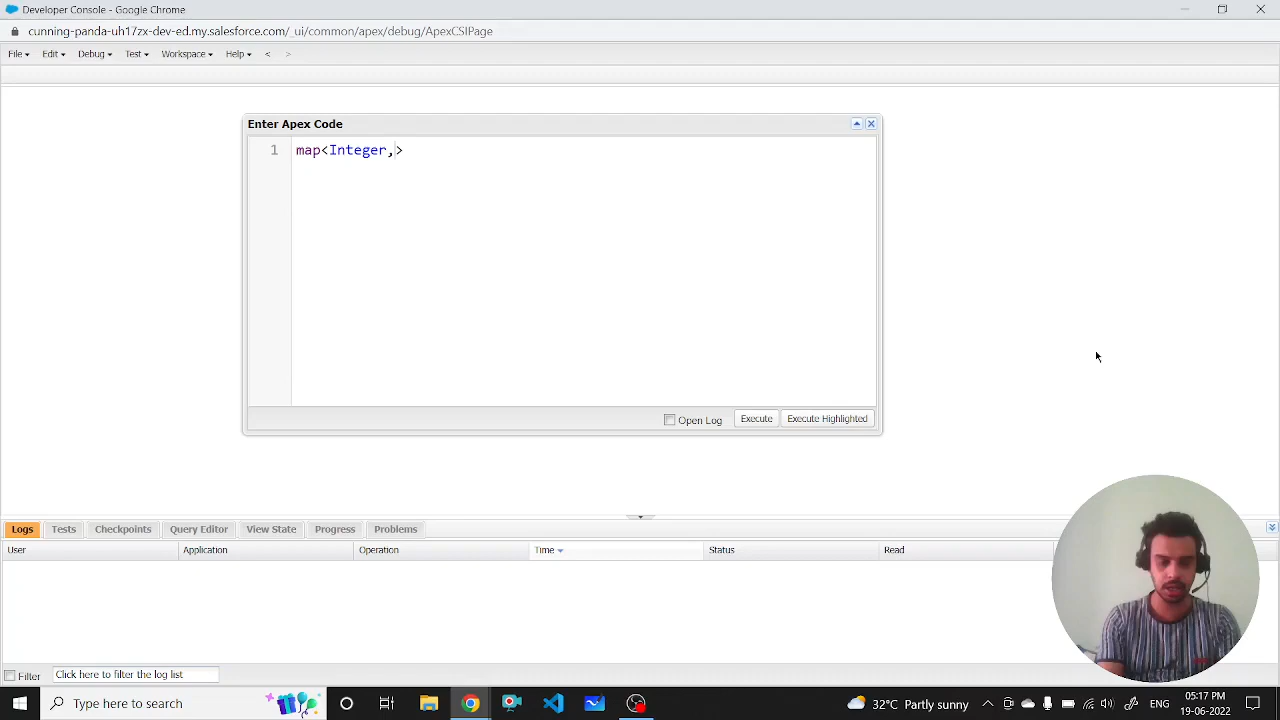 Developer Console - Google Chrome
cunning-panda-uh17zx-dev-ed.my.salesforce.com/_ui/common/apex/debug/ApexCSIPage
File Edit Debug Test Workspace Help < >
Enter Apex Code
1 map<Integer,>
Open Log Execute Execute Highlighted
Logs Tests Checkpoints Query Editor View State Progress Problems
User Application Operation Time Status Read
Filter Click here to filter the log list
Type here to search 32°C Partly sunny ENG 05:17 PM
19-06-2022